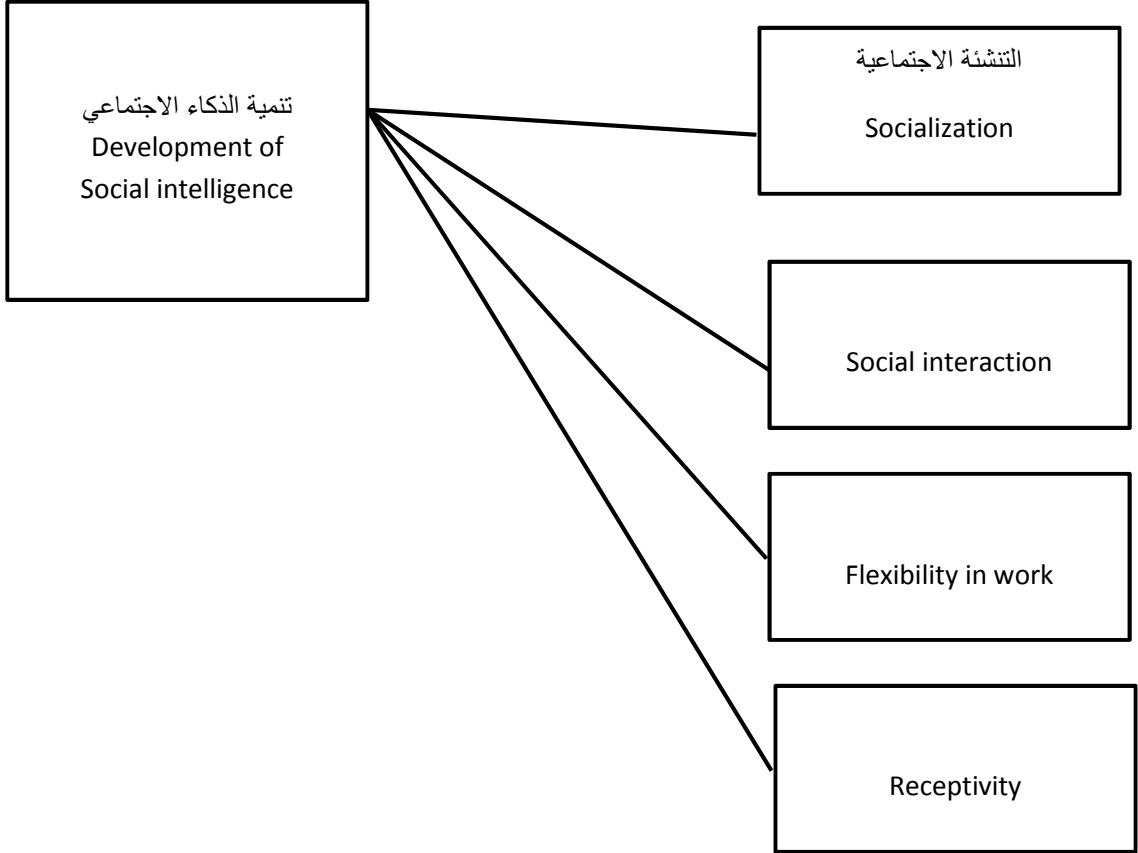 تنمية الذكاء الاجتماعي
Development of
Social intelligence
التنشئة الاجتماعية
Socialization
Social interaction
Flexibility in work
Receptivity